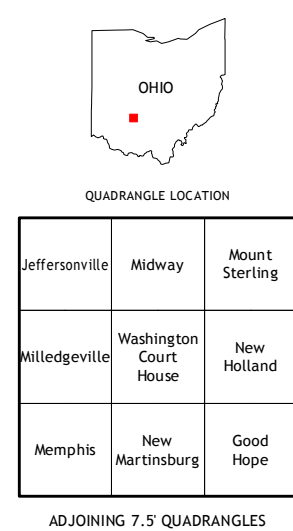 OHIO
QUADRANGLE LOCATION
Jeffersonville
Midway
Mount
Sterling
Milledgeville
Washington
Court
House
New
Holland
Memphis
New
Martinsburg
Good
Hope
ADJOINING 7.5' QUADRANGLES